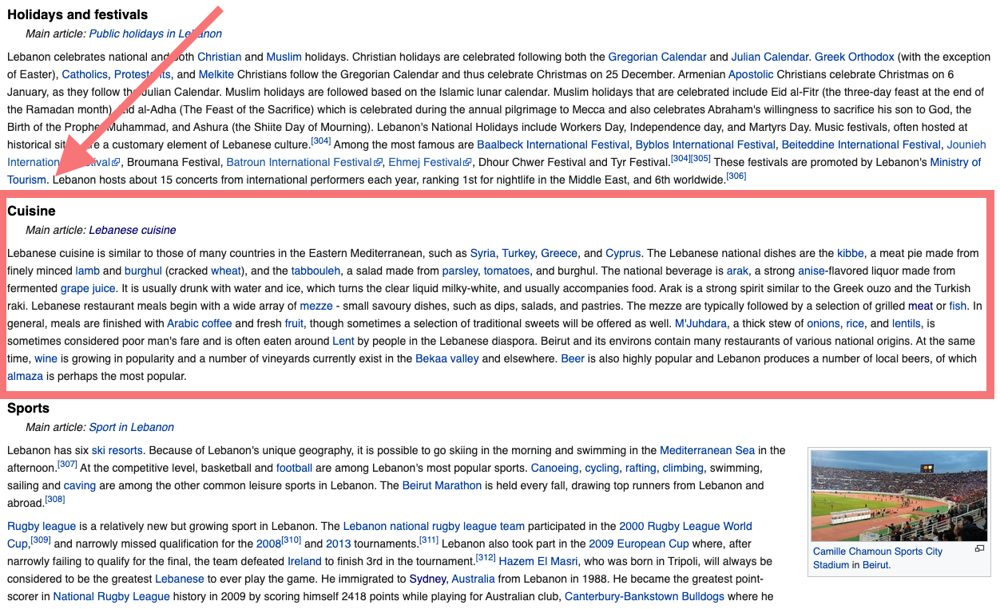 Holidays and festivals
Main article: Public holidays in Lebanon
Lebanon celebrates national and both Christian and Muslim holidays. Christian holidays are celebrated following both the Gregorian Calendar and Julian Calendar. Greek Orthodox (with the exception
of Easter), Catholics, Protestants, and Melkite Christians follow the Gregorian Calendar and thus celebrate Christmas on 25 December. Armenian Apostolic Christians celebrate Christmas on 6
January, as they follow the Julian Calendar. Muslim holidays are followed based on the Islamic lunar calendar. Muslim holidays that are celebrated include Eid al-Fitr (the three-day feast at the end of
the Ramadan month), Eid al-Adha (The Feast of the Sacrifice) which is celebrated during the annual pilgrimage to Mecca and also celebrates Abraham's willingness to sacrifice his son to God, the
Birth of the Prophet Muhammad, and Ashura (the Shiite Day of Mourning). Lebanon's National Holidays include Workers Day, Independence day, and Martyrs Day. Music festivals, often hosted at
historical sites, are a customary element of Lebanese culture.[304] Among the most famous are Baalbeck International Festival, Byblos International Festival, Beiteddine International Festival, Jounieh
International Festival, Broumana Festival, Batroun International Festival, Ehmej Festival, Dhour Chwer Festival and Tyr Festival.[304][305] These festivals are promoted by Lebanon's Ministry of
Tourism. Lebanon hosts about 15 concerts from international performers each year, ranking 1st for nightlife in the Middle East, and 6th worldwide.[306]
Cuisine
Main article: Lebanese cuisine
Lebanese cuisine is similar to those of many countries in the Eastern Mediterranean, such as Syria, Turkey, Greece, and Cyprus. The Lebanese national dishes are the kibbe, a meat pie made from
finely minced lamb and burghul (cracked wheat), and the tabbouleh, a salad made from parsley, tomatoes, and burghul. The national beverage is arak, a strong anise-flavored liquor made from
fermented grape juice. It is usually drunk with water and ice, which turns the clear liquid milky-white, and usually accompanies food. Arak is a strong spirit similar to the Greek ouzo and the Turkish
raki. Lebanese restaurant meals begin with a wide array of mezze - small savoury dishes, such as dips, salads, and pastries. The mezze are typically followed by a selection of grilled meat or fish. In
general, meals are finished with Arabic coffee and fresh fruit, though sometimes a selection of traditional sweets will be offered as well. M'Juhdara, a thick stew of onions, rice, and lentils, is
sometimes considered poor man's fare and is often eaten around Lent by people in the Lebanese diaspora. Beirut and its environs contain many restaurants of various national origins. At the same
time, wine is growing in popularity and a number of vineyards currently exist in the Bekaa valley and elsewhere. Beer is also highly popular and Lebanon produces a number of local beers, of which
almaza is perhaps the most popular.
Sports
Main article: Sport in Lebanon
Lebanon has six ski resorts. Because of Lebanon's unique geography, it is possible to go skiing in the morning and swimming in the Mediterranean Sea in the
afternoon.[307] At the competitive level, basketball and football are among Lebanon's most popular sports. Canoeing, cycling, rafting, climbing, swimming,
sailing and caving are among the other common leisure sports in Lebanon. The Beirut Marathon is held every fall, drawing top runners from Lebanon and
abroad.[308]
Rugby league is a relatively new but growing sport in Lebanon. The Lebanon national rugby league team participated in the 2000 Rugby League World
Cup,[309] and narrowly missed qualification for the 2008[310] and 2013 tournaments.[311] Lebanon also took part in the 2009 European Cup where, after
narrowly failing to qualify for the final, the team defeated Ireland to finish 3rd in the tournament.[312] Hazem El Masri, who was born in Tripoli, will always be
considered to be the greatest Lebanese to ever play the game. He immigrated to Sydney, Australia from Lebanon in 1988. He became the greatest point-
scorer in National Rugby League history in 2009 by scoring himself 2418 points while playing for Australian club, Canterbury-Bankstown Bulldogs where he
Camille Chamoun Sports City
Stadium in Beirut.